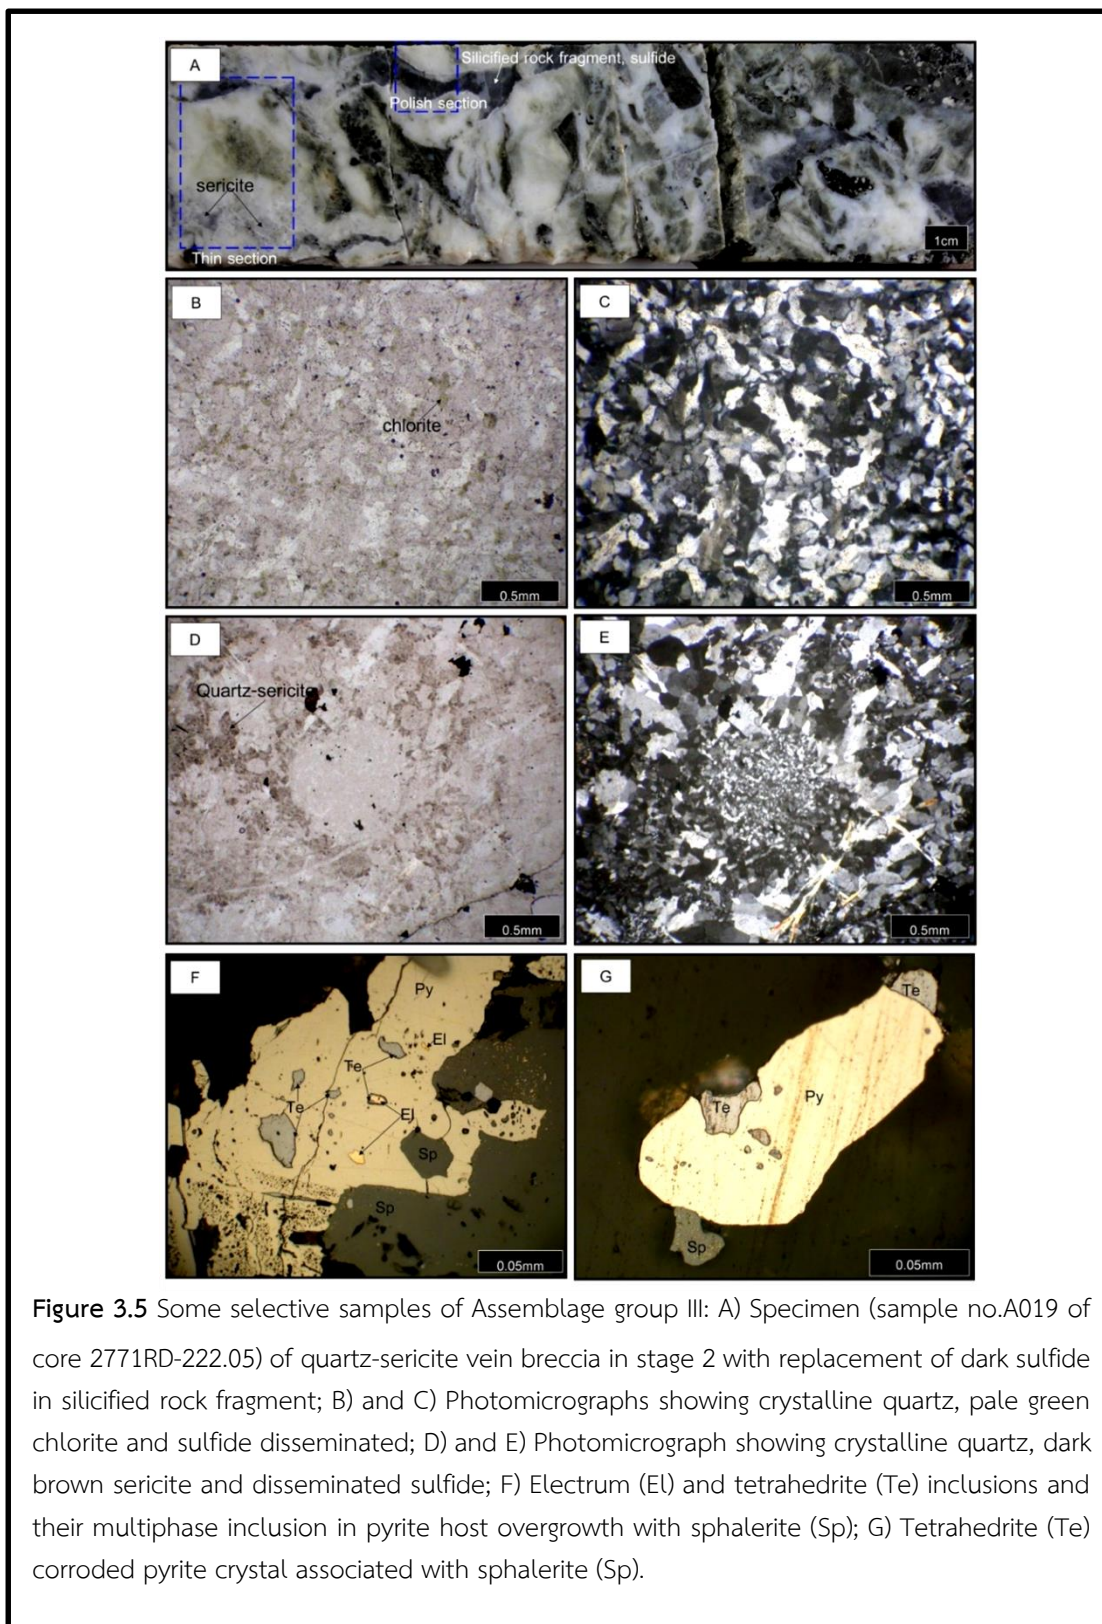 A
Silicified rock fragment, sulfide
Polish section
sericite
Thin section
1cm
B
chlorite
0.5mm
C
0.5mm
D
Quartz-sericite
0.5mm
E
0.5mm
F
Py
El
Te
Te
El
Sp
Sp
0.05mm
G
Te
Te
Py
Sp
0.05mm
Figure 3.5 Some selective samples of Assemblage group III: A) Specimen (sample no.A019 of
core 2771RD-222.05) of quartz-sericite vein breccia in stage 2 with replacement of dark sulfide
in silicified rock fragment; B) and C) Photomicrographs showing crystalline quartz, pale green
chlorite and sulfide disseminated; D) and E) Photomicrograph showing crystalline quartz, dark
brown sericite and disseminated sulfide; F) Electrum (El) and tetrahedrite (Te) inclusions and
their multiphase inclusion in pyrite host overgrowth with sphalerite (Sp); G) Tetrahedrite (Te)
corroded pyrite crystal associated with sphalerite (Sp).